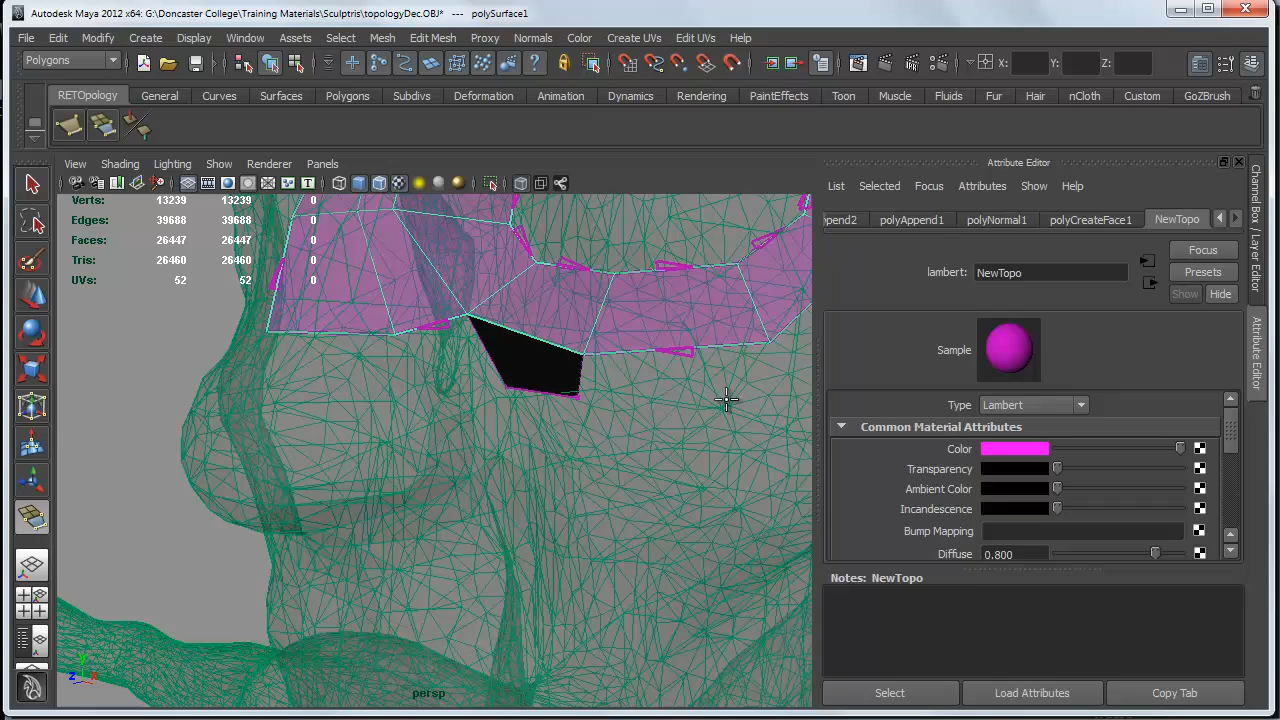 Autodesk Maya 2012 x64: G:\Doncaster College\Training Materials\Sculptris\topologyDec.OBJ*   ---   polySurface1
File Edit Modify Create Display Window Assets Select Mesh Edit Mesh Proxy Normals Color Create UVs Edit UVs Help
Polygons X: Y: Z:
RETopology General Curves Surfaces Polygons Subdivs Deformation Animation Dynamics Rendering PaintEffects Toon Muscle Fluids Fur Hair nCloth Custom GoZBrush
View Shading Lighting Show Renderer Panels
Verts: 13239 13239 0
Edges: 39688 39688 0
Faces: 26447 26447 0
Tris: 26460 26460 0
UVs: 52 52 0
persp
Attribute Editor
List Selected Focus Attributes Show Help
pend2 polyAppend1 polyNormal1 polyCreateFace1 NewTopo
Focus
lambert: NewTopo
Presets
Show Hide
Sample
Type Lambert
Common Material Attributes
Color
Transparency
Ambient Color
Incandescence
Bump Mapping
Diffuse 0.800
Notes: NewTopo
Select Load Attributes Copy Tab
Channel Box / Layer Editor
Attribute Editor